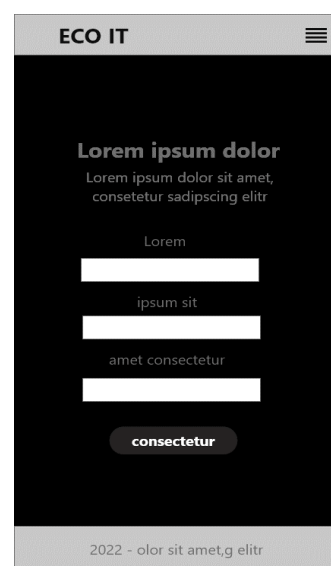 ECO IT
Lorem ipsum dolor
Lorem ipsum dolor sit amet,
consetetur sadipscing elitr
Lorem
ipsum sit
amet consectetur
consectetur
2022 - olor sit amet,g elitr